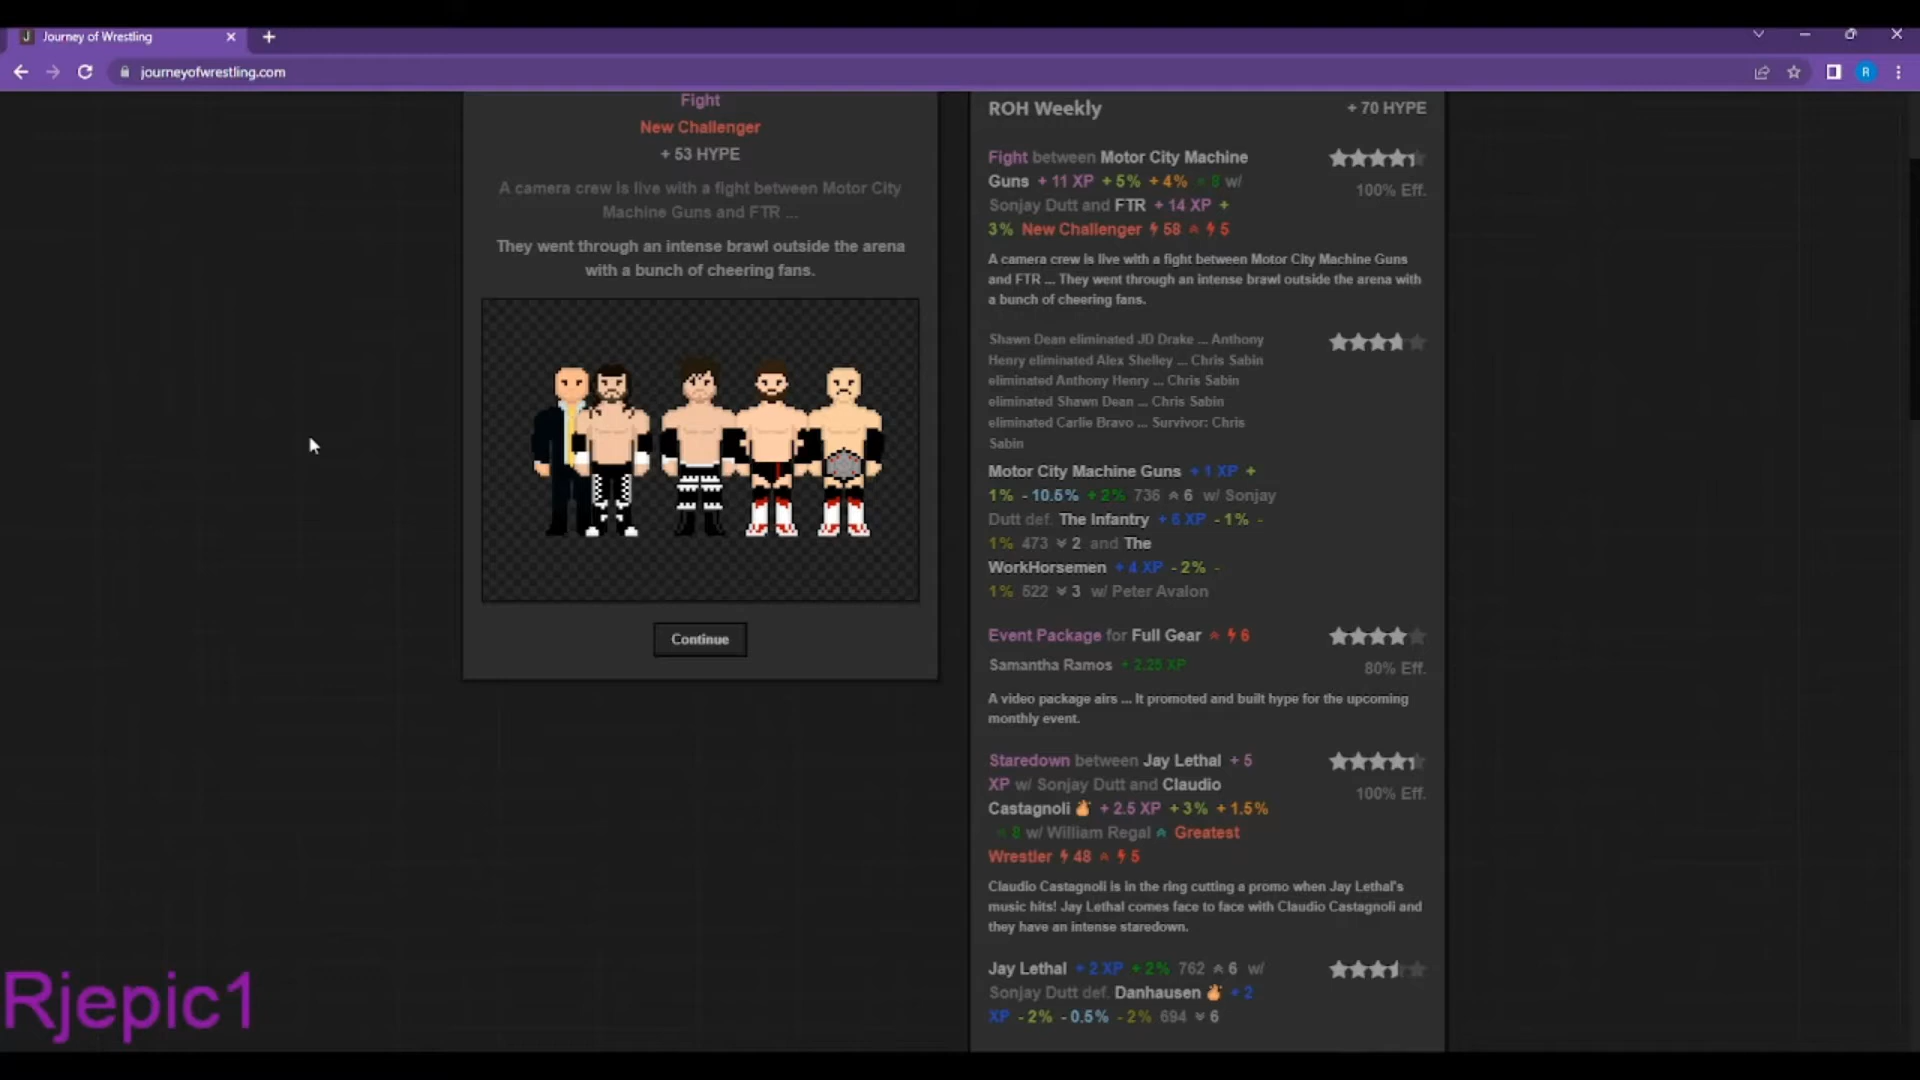 Journey of Wrestling
journeyofwrestling.com
R
Fight
New Challenger
+ 53 HYPE
A camera crew is live with a fight between Motor City
Machine Guns and FTR ...
They went through an intense brawl outside the arena
with a bunch of cheering fans.
Continue
ROH Weekly + 70 HYPE
Fight between Motor City Machine
Guns + 11 XP + 5% + 4% 8 w/
100% Eff.
Sonjay Dutt and FTR + 14 XP +
3% New Challenger 58 5
A camera crew is live with a fight between Motor City Machine Guns
and FTR ... They went through an intense brawl outside the arena with
a bunch of cheering fans.
Shawn Dean eliminated JD Drake ... Anthony
Henry eliminated Alex Shelley ... Chris Sabin
eliminated Anthony Henry ... Chris Sabin
eliminated Shawn Dean ... Chris Sabin
eliminated Carlie Bravo ... Survivor: Chris
Sabin
Motor City Machine Guns + 1 XP +
1% - 10.5% + 2% 736 6 w/ Sonjay
Dutt def. The Infantry + 6 XP - 1% -
1% 473 2 and The
WorkHorsemen + 4 XP - 2% -
1% 522 3 w/ Peter Avalon
Event Package for Full Gear 6
Samantha Ramos + 2.25 XP
80% Eff.
A video package airs ... It promoted and built hype for the upcoming
monthly event.
Staredown between Jay Lethal + 5
XP w/ Sonjay Dutt and Claudio
100% Eff.
Castagnoli + 2.5 XP + 3% + 1.5%
8 w/ William Regal Greatest
Wrestler 48 5
Claudio Castagnoli is in the ring cutting a promo when Jay Lethal's
music hits! Jay Lethal comes face to face with Claudio Castagnoli and
they have an intense staredown.
Jay Lethal + 2 XP + 2% 762 6 w/
Sonjay Dutt def. Danhausen + 2
XP - 2% - 0.5% - 2% 694 6
Rjepic1